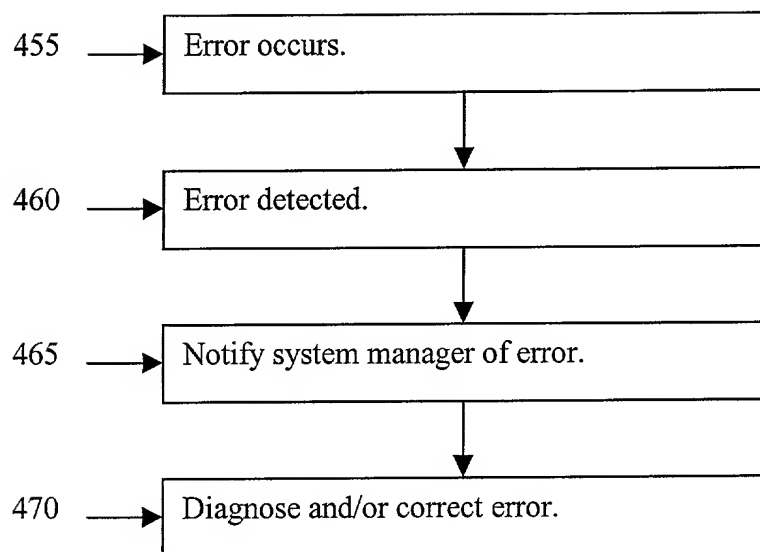 455 Error occurs.
460 Error detected.
465 Notify system manager of error.
470 Diagnose and/or correct error.